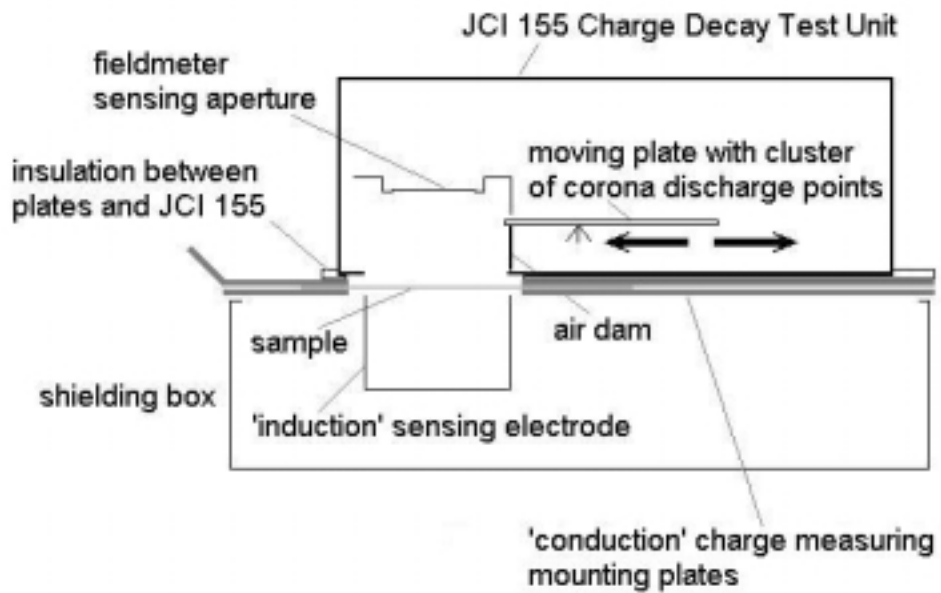 JCI 155 Charge Decay Test Unit
fieldmeter
sensing aperture
insulation between
plates and JCI 155
moving plate with cluster
of corona discharge points
sample
air dam
shielding box
'induction' sensing electrode
'conduction' charge measuring
mounting plates